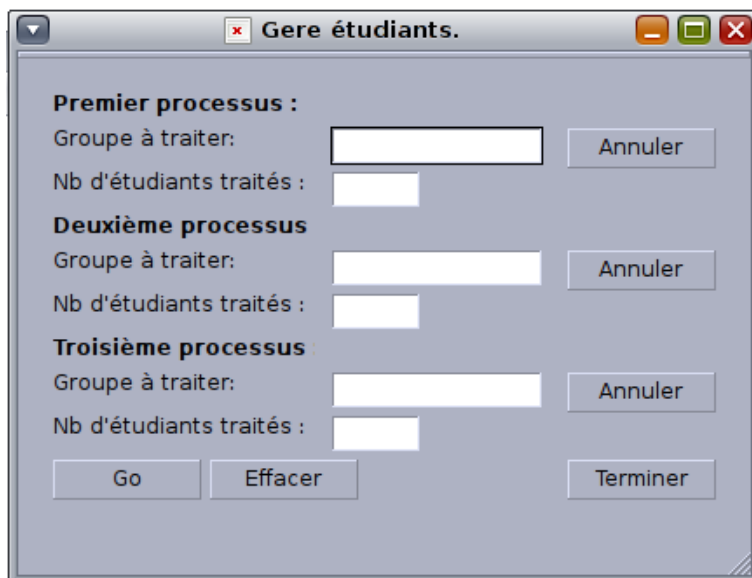 Gere étudiants.
Premier processus :
Groupe à traiter:
Annuler
Nb d'étudiants traités :
Deuxième processus
Groupe à traiter:
Annuler
Nb d'étudiants traités :
Troisième processus :
Groupe à traiter:
Annuler
Nb d'étudiants traités :
Go Effacer Terminer